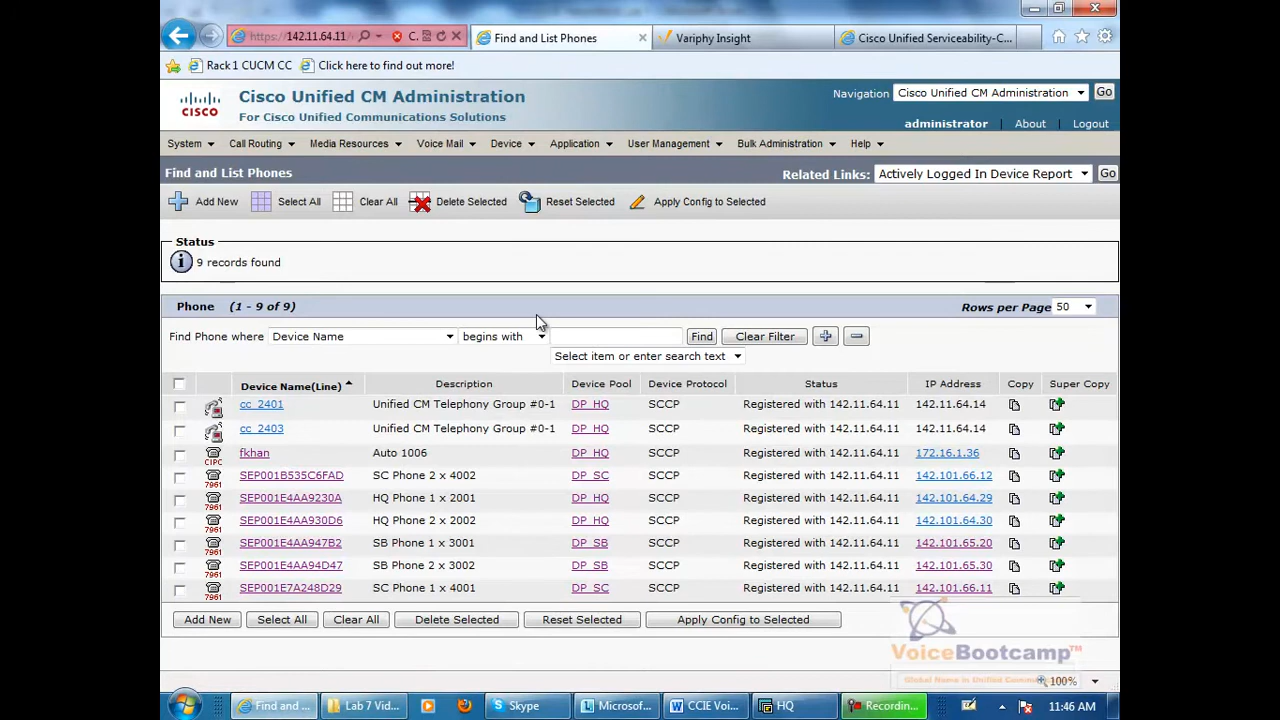 https://142.11.64.11
C.
Find and List Phones
Variphy Insight
Cisco Unified Serviceability-C...
Rack 1 CUCM CC
Click here to find out more!
CISCO
Cisco Unified CM Administration
For Cisco Unified Communications Solutions
Navigation Cisco Unified CM Administration Go
administrator | About | Logout
System Call Routing Media Resources Voice Mail Device Application User Management Bulk Administration Help
Find and List Phones
Related Links: Actively Logged In Device Report Go
Add New Select All Clear All Delete Selected Reset Selected Apply Config to Selected
Status
9 records found
Phone (1 - 9 of 9) Rows per Page 50
Find Phone where Device Name begins with Find Clear Filter
Select item or enter search text
Device Name(Line) Description Device Pool Device Protocol Status IP Address Copy Super Copy
cc_2401 Unified CM Telephony Group #0-1 DP_HQ SCCP Registered with 142.11.64.11 142.11.64.14
cc_2403 Unified CM Telephony Group #0-1 DP_HQ SCCP Registered with 142.11.64.11 142.11.64.14
CIPC fkhan Auto 1006 DP_HQ SCCP Registered with 142.11.64.11 172.16.1.36
7961 SEP001B535C6FAD SC Phone 2 x 4002 DP_SC SCCP Registered with 142.11.64.11 142.101.66.12
7961 SEP001E4AA9230A HQ Phone 1 x 2001 DP_HQ SCCP Registered with 142.11.64.11 142.101.64.29
7961 SEP001E4AA930D6 HQ Phone 2 x 2002 DP_HQ SCCP Registered with 142.11.64.11 142.101.64.30
7961 SEP001E4AA947B2 SB Phone 1 x 3001 DP_SB SCCP Registered with 142.11.64.11 142.101.65.20
7961 SEP001E4AA94D47 SB Phone 2 x 3002 DP_SB SCCP Registered with 142.11.64.11 142.101.65.30
7961 SEP001E7A248D29 SC Phone 1 x 4001 DP_SC SCCP Registered with 142.11.64.11 142.101.66.11
Add New Select All Clear All Delete Selected Reset Selected Apply Config to Selected
VoiceBootcamp™
Global Name in Unified
100%
Find and ... Lab 7 Vid... Skype Microsof... CCIE Voi... HQ Recordin... 11:46 AM